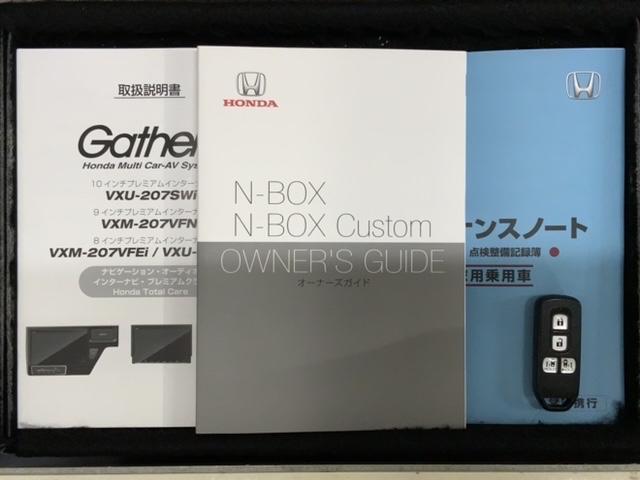 取扱説明書
Gather
Honda Multi Car-AV Sys
10インチプレミアムインター
VXU-207SWi
9インチプレミアムインター
VXM-207VFN
8インチプレミアムインター
VXM-207VFEi / VXU-
ナビゲーション・オーディオ
インターナビ・プレミアムク
Honda Total Care
Gathers
HONDA
N-BOX
N-BOX Custom
OWNER'S GUIDE
オーナーズガイド
ナンスノート
点検整備記録簿
家用乗用車
携行